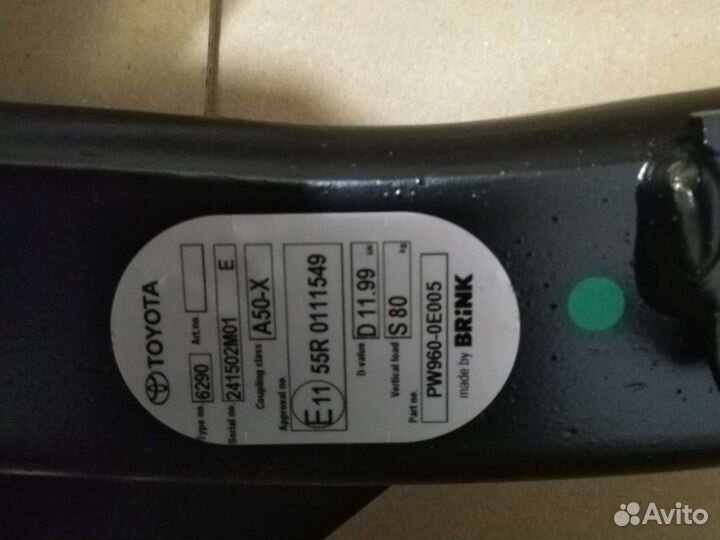 TOYOTA
Type no. 6290 Art.no
Serial no. 241502M01 E
Coupling class A50-X
Approval no. E11 55R 0111549
D-value D 11.99 kN
Vertical load S 80 kg
Part no PW960-0E005
made by BRiNK
Avito